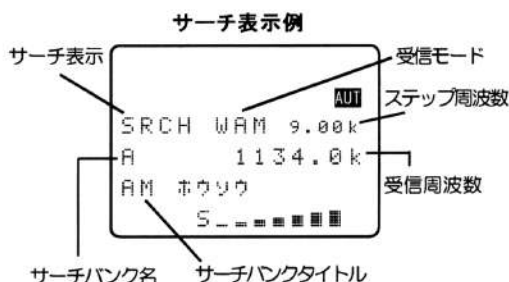 サーチ表示例
サーチ表示
受信モード
AUT
ステップ周波数
SRCH WAM 9.00k
A 1134.0k
受信周波数
AM ホウソウ
S
サーチバンク名
サーチバンクタイトル